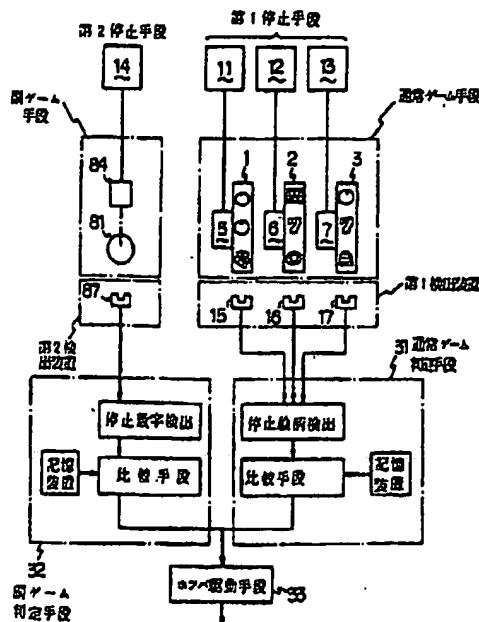 第2停止手段
第1停止手段
14
11
12
13
副ゲーム
手段
通常ゲーム手段
84
81
1
2
3
5
6
7
87
15
16
17
第1検出装置
第2検
出装置
31 通常ゲーム
判定手段
停止数字検出
停止絵柄検出
記憶
装置
比較手段
比較手段
記憶
装置
32
副ゲーム
判定手段
ホッパ駆動手段
33